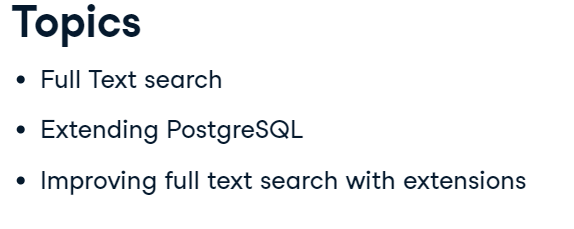 Topics
• Full Text search
• Extending PostgreSQL
• Improving full text search with extensions